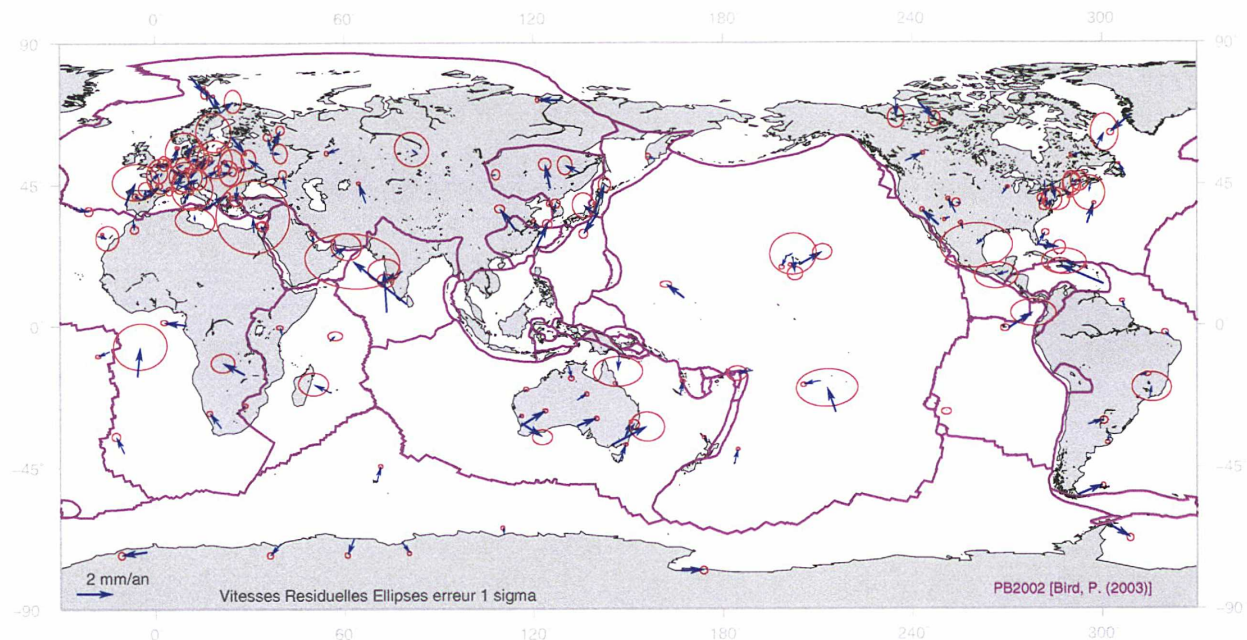 0 60 120 180 240 300
90 90
45 45
0 0
-45 -45
-90 -90
2 mm/an
Vitesses Residuelles Ellipses erreur 1 sigma
PB2002 [Bird, P. (2003)]
0 60 120 180 240 300